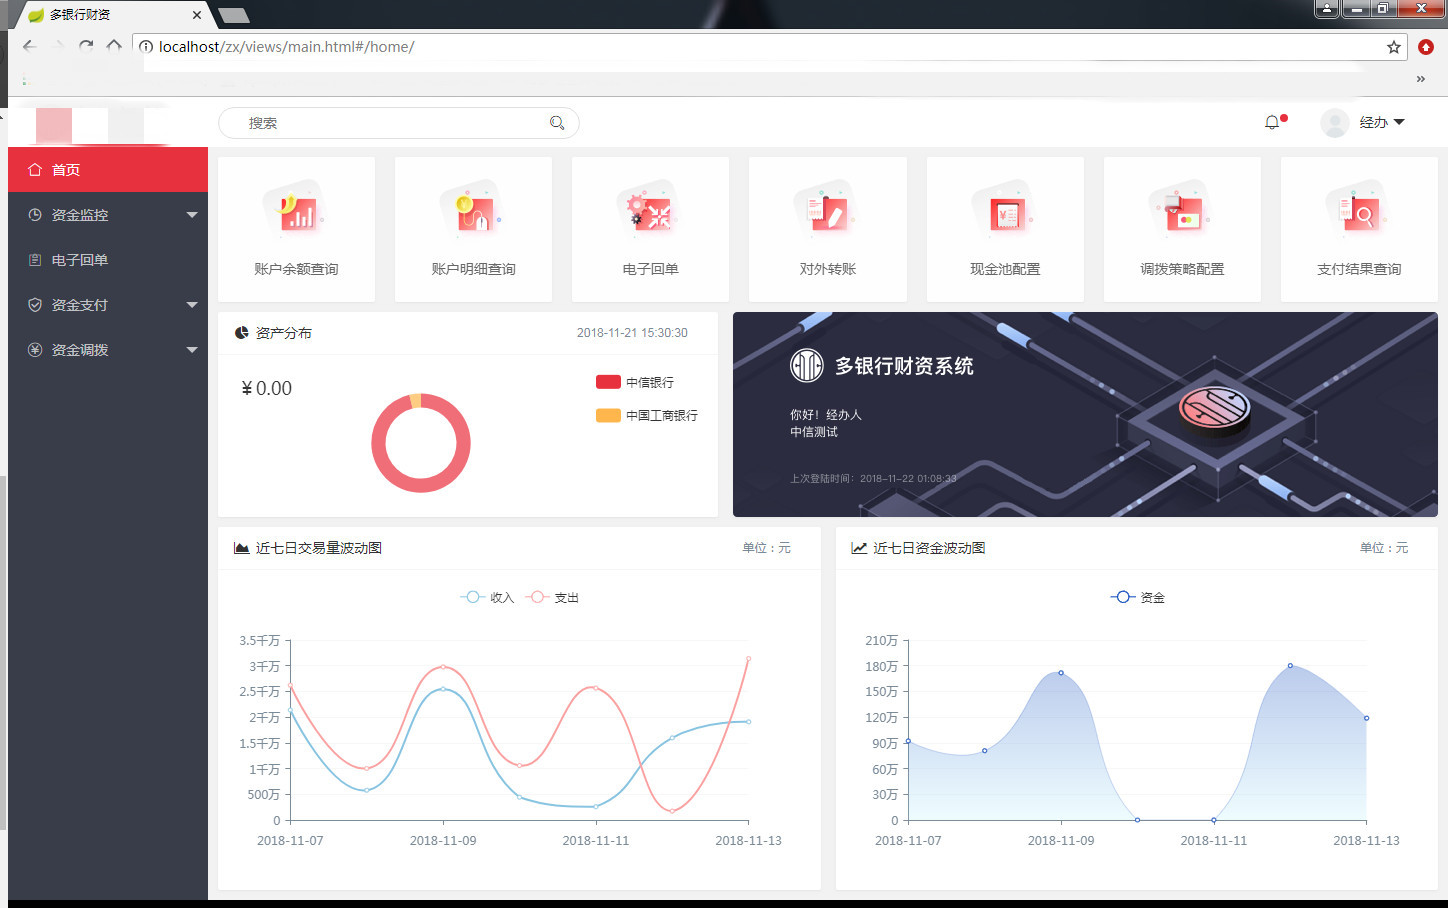 多银行财资
localhost/zx/views/main.html#/home/
搜索
经办
首页
资金监控
电子回单
资金支付
资金调拨
账户余额查询
账户明细查询
电子回单
对外转账
现金池配置
调拨策略配置
支付结果查询
资产分布
2018-11-21 15:30:30
¥ 0.00
中信银行
中国工商银行
多银行财资系统
你好！经办人
中信测试
上次登陆时间：2018-11-22 01:08:33
近七日交易量波动图
单位：元
收入
支出
3.5千万
3千万
2.5千万
2千万
1.5千万
1千万
500万
0
2018-11-07
2018-11-09
2018-11-11
2018-11-13
近七日资金波动图
单位：元
资金
210万
180万
150万
120万
90万
60万
30万
0
2018-11-07
2018-11-09
2018-11-11
2018-11-13